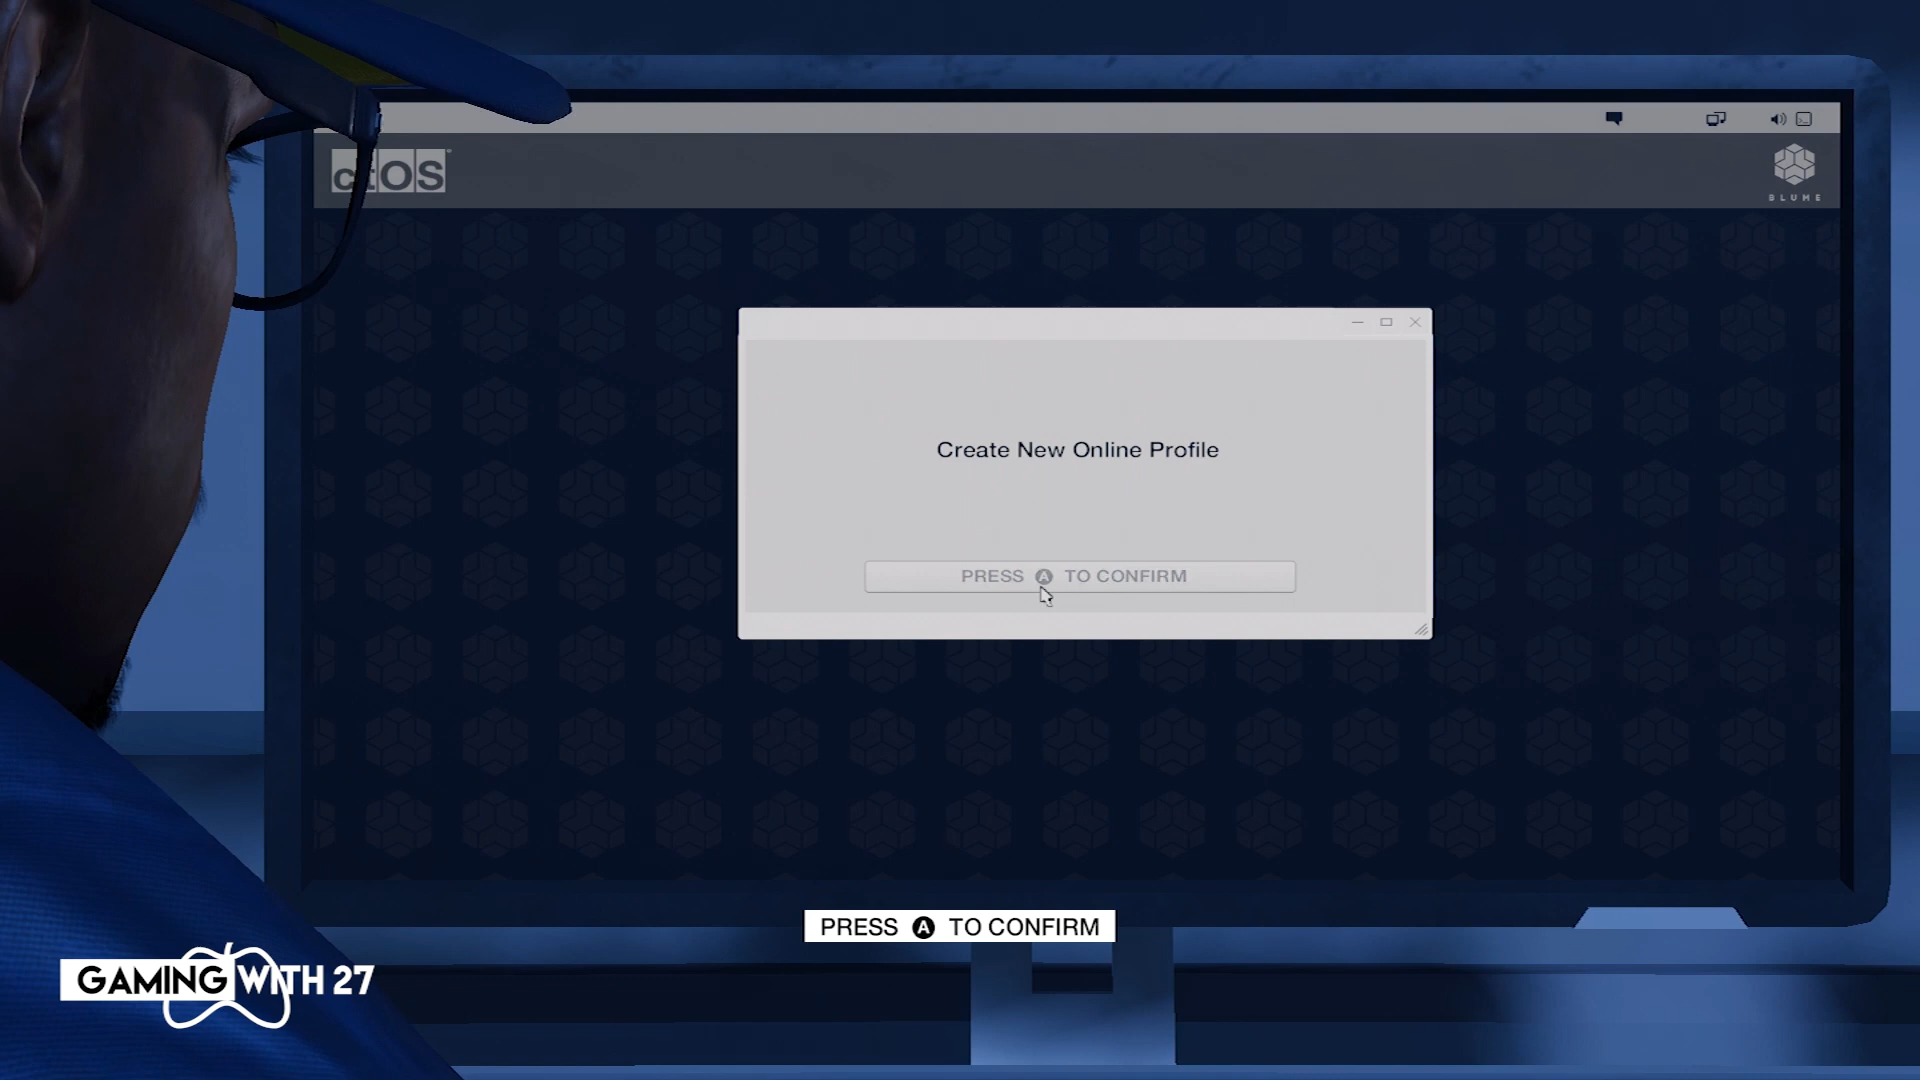 ctOS
BLUME
Create New Online Profile
PRESS A TO CONFIRM
PRESS A TO CONFIRM
GAMING WITH 27